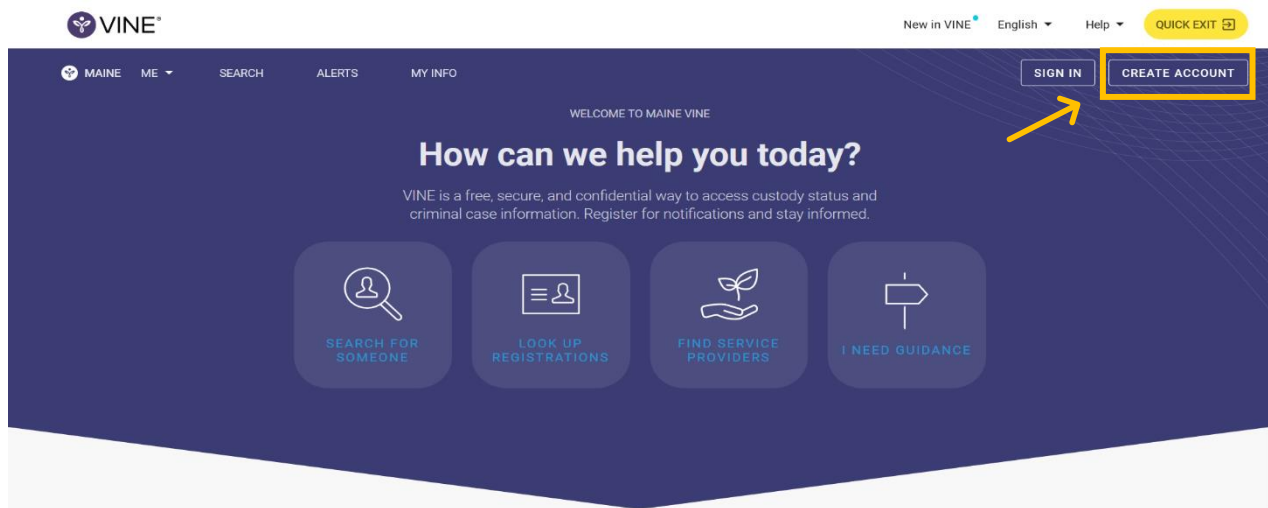 VINE®
New in VINE English Help QUICK EXIT
MAINE ME SEARCH ALERTS MY INFO SIGN IN CREATE ACCOUNT
WELCOME TO MAINE VINE
How can we help you today?
VINE is a free, secure, and confidential way to access custody status and
criminal case information. Register for notifications and stay informed.
SEARCH FOR
SOMEONE
LOOK UP
REGISTRATIONS
FIND SERVICE
PROVIDERS
I NEED GUIDANCE